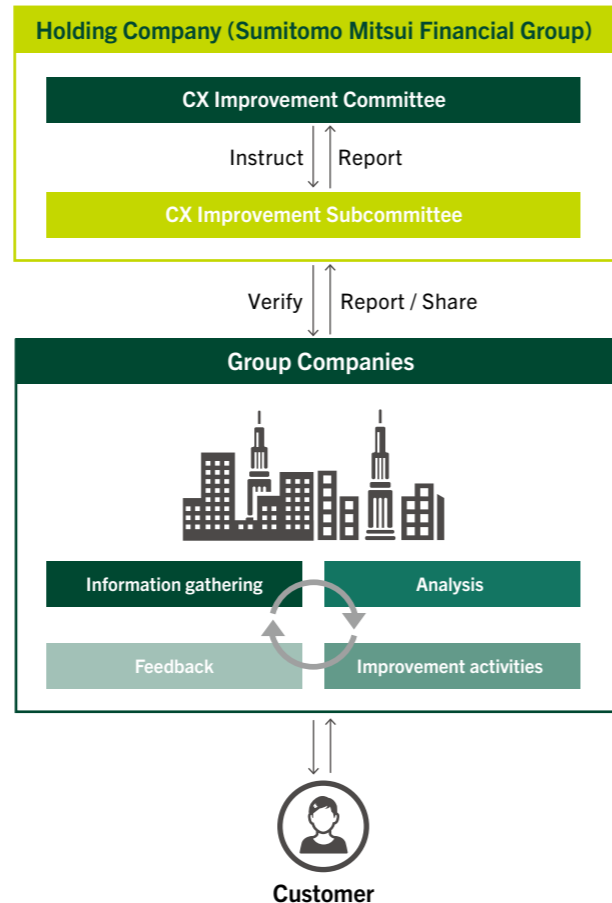 Holding Company (Sumitomo Mitsui Financial Group)
CX Improvement Committee
Instruct Report
CX Improvement Subcommittee
Verify Report / Share
Group Companies
Information gathering Analysis
Feedback Improvement activities
Customer